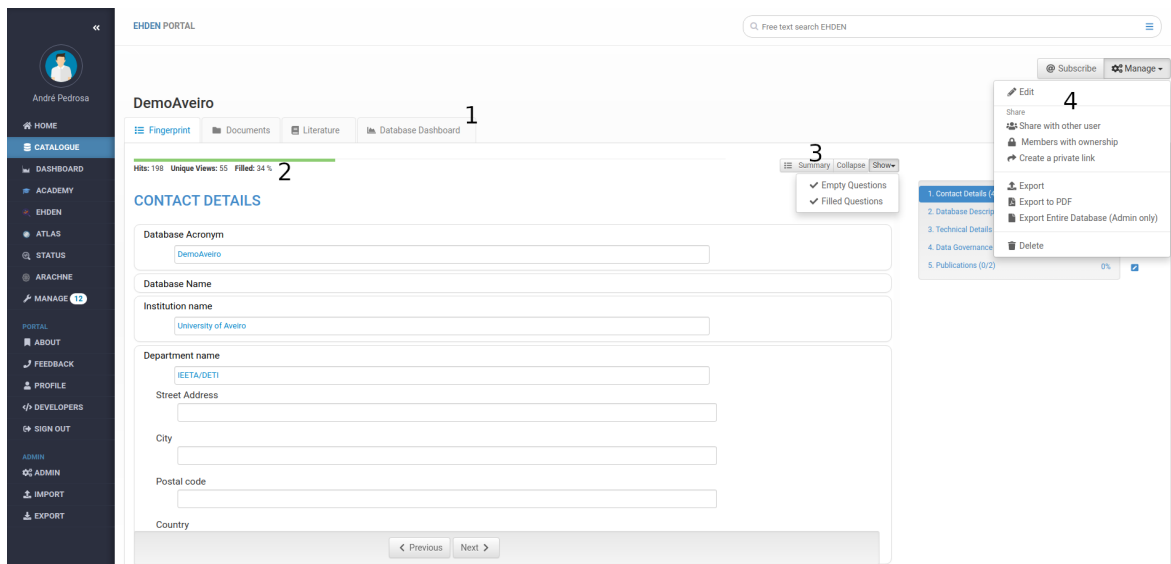 «
EHDEN PORTAL
Free text search EHDEN
André Pedrosa
HOME
CATALOGUE
DASHBOARD
ACADEMY
EHDEN
ATLAS
STATUS
ARACHNE
MANAGE 12
PORTAL
ABOUT
FEEDBACK
PROFILE
DEVELOPERS
SIGN OUT
ADMIN
ADMIN
IMPORT
EXPORT
@ Subscribe Manage
DemoAveiro
1
Fingerprint Documents Literature Database Dashboard
Hits: 198 Unique Views: 55 Filled: 34 %
2
3
Summary Collapse Show
Empty Questions
Filled Questions
CONTACT DETAILS
Database Acronym
DemoAveiro
Database Name
Institution name
University of Aveiro
Department name
IEETA/DETI
Street Address
City
Postal code
Country
Previous Next
Edit
4
Share
Share with other user
Members with ownership
Create a private link
Export
Export to PDF
Export Entire Database (Admin only)
Delete
1. Contact Details (4
2. Database Descrip
3. Technical Details
4. Data Governance
5. Publications (0/2) 0%